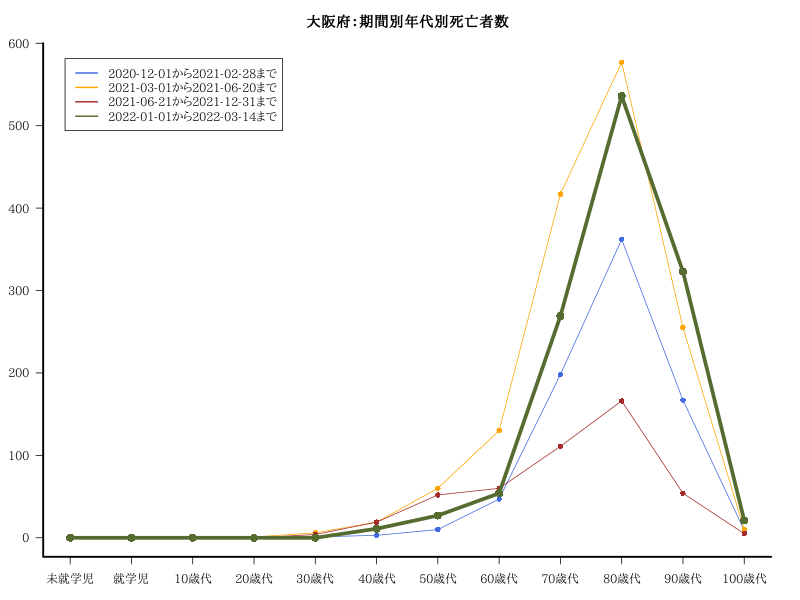 大阪府：期間別年代別死亡者数
600
500
400
300
200
100
0
2020-12-01から2021-02-28まで
2021-03-01から2021-06-20まで
2021-06-21から2021-12-31まで
2022-01-01から2022-03-14まで
未就学児 就学児 10歳代 20歳代 30歳代 40歳代 50歳代 60歳代 70歳代 80歳代 90歳代 100歳代